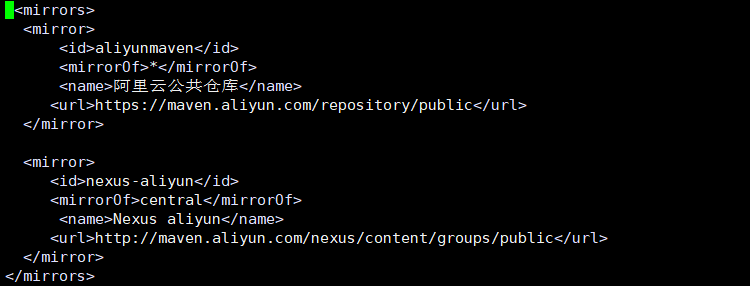 <mirrors>
<mirror>
<id>aliyunmaven</id>
<mirrorOf>*</mirrorOf>
<name>阿里云公共仓库</name>
<url>https://maven.aliyun.com/repository/public</url>
</mirror>
<mirror>
<id>nexus-aliyun</id>
<mirrorOf>central</mirrorOf>
<name>Nexus aliyun</name>
<url>http://maven.aliyun.com/nexus/content/groups/public</url>
</mirror>
</mirrors>